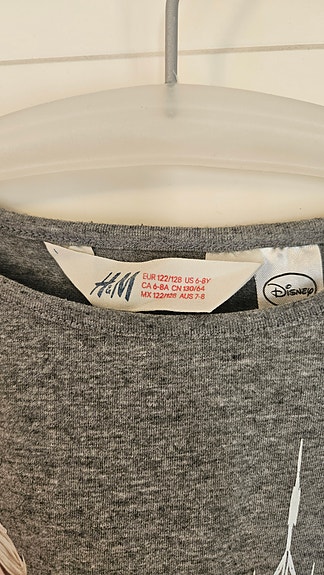 H&M
EUR 122/128 US 6-8Y
CA 6-8A CN 130/64
MX 122/128 AUS 7-8
Disney